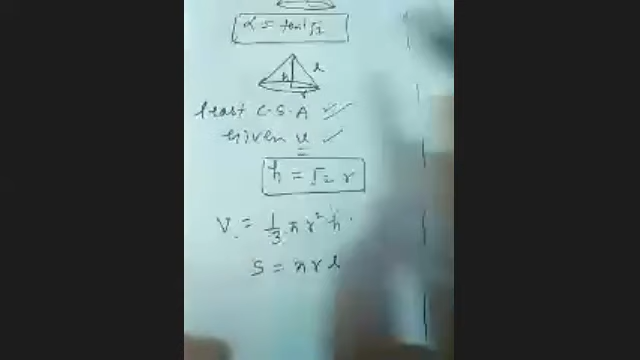 α = tan⁻¹√2
h
l
r
least C.S.A ✓
Given v ✓
h = √2 r
V = 1/3 π r² h
S = π r l